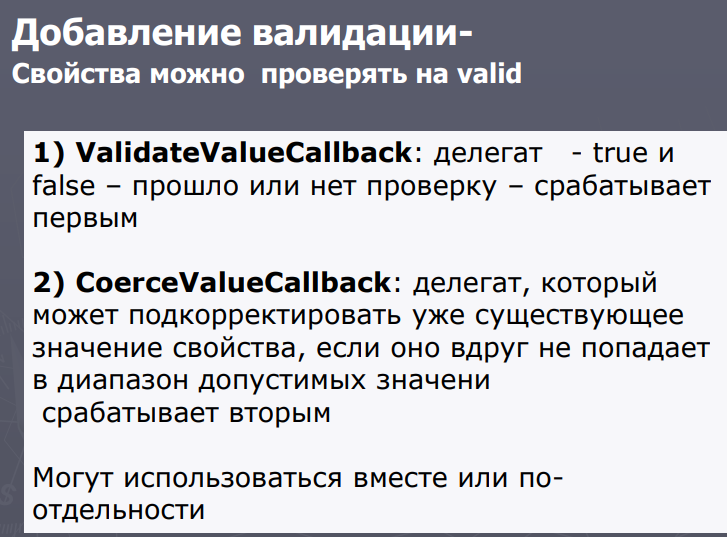 Добавление валидации-
Свойства можно проверять на valid
1) ValidateValueCallback: делегат - true и
false – прошло или нет проверку – срабатывает
первым
2) CoerceValueCallback: делегат, который
может подкорректировать уже существующее
значение свойства, если оно вдруг не попадает
в диапазон допустимых значени
срабатывает вторым
Могут использоваться вместе или по-
отдельности